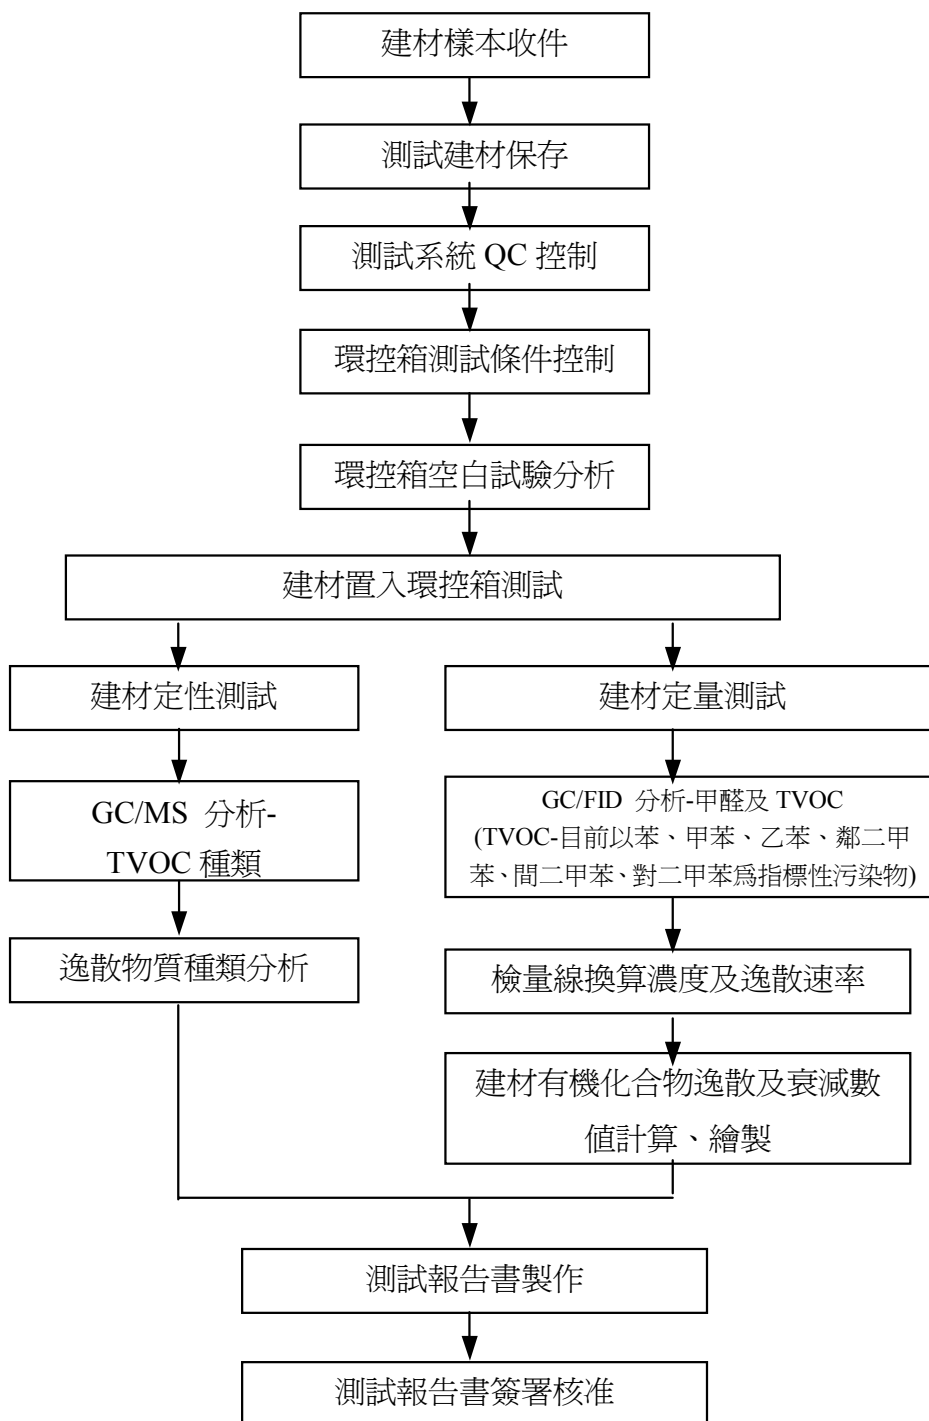 建材樣本收件
測試建材保存
測試系統 QC 控制
環控箱測試條件控制
環控箱空白試驗分析
建材置入環控箱測試
建材定性測試
建材定量測試
GC/MS 分析-
TVOC 種類
GC/FID 分析-甲醛及 TVOC
(TVOC-目前以苯、甲苯、乙苯、鄰二甲
苯、間二甲苯、對二甲苯為指標性污染物)
逸散物質種類分析
檢量線換算濃度及逸散速率
建材有機化合物逸散及衰減數
值計算、繪製
測試報告書製作
測試報告書簽署核准